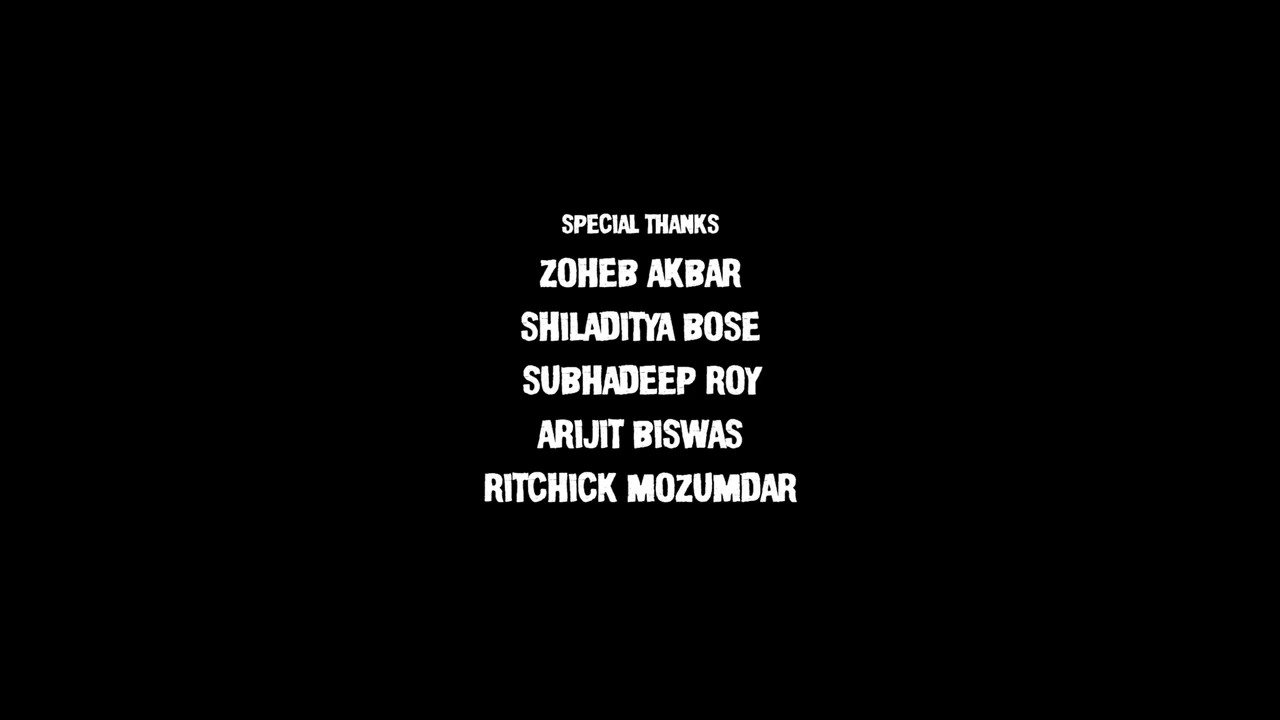 SPECIAL THANKS
ZOHEB AKBAR
SHILADITYA BOSE
SUBHADEEP ROY
ARIJIT BISWAS
RITCHICK MOZUMDAR